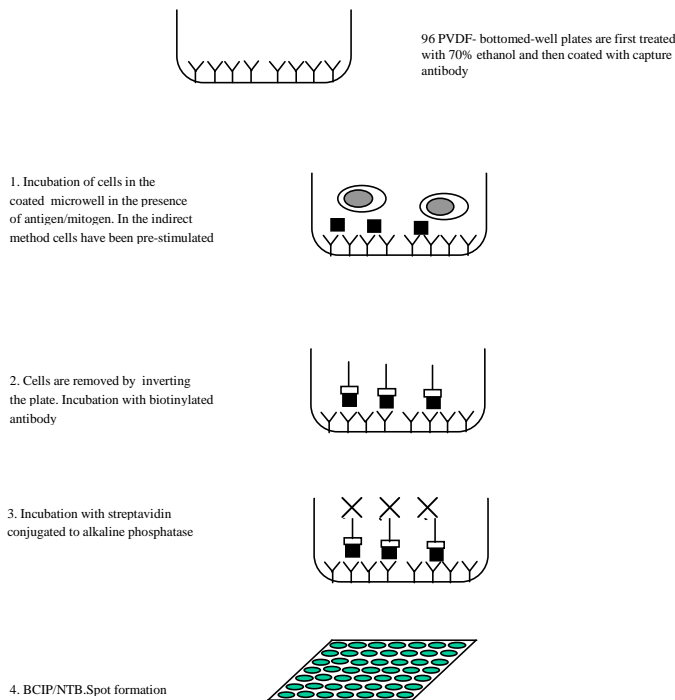 96 PVDF- bottomed-well plates are first treated
with 70% ethanol and then coated with capture
antibody
1. Incubation of cells in the
coated microwell in the presence
of antigen/mitogen. In the indirect
method cells have been pre-stimulated
2. Cells are removed by inverting
the plate. Incubation with biotinylated
antibody
3. Incubation with streptavidin
conjugated to alkaline phosphatase
4. BCIP/NTB.Spot formation